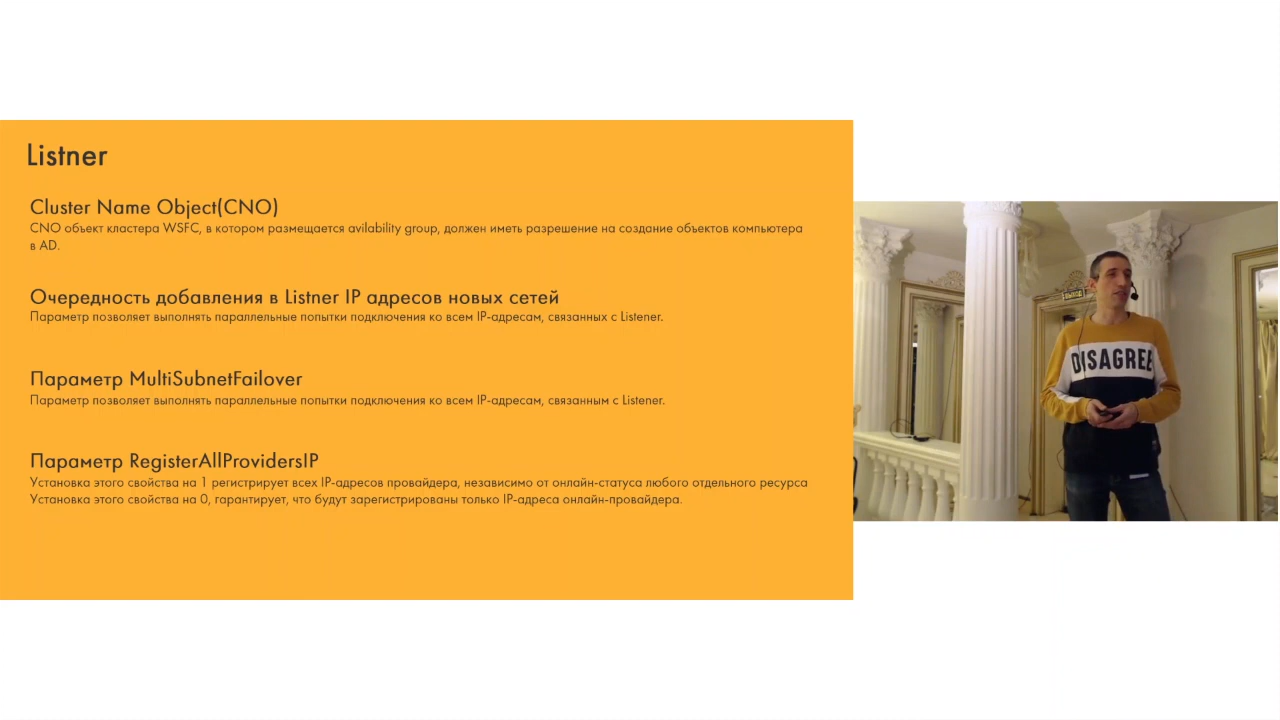 Listner
Cluster Name Object(CNO)
CNO объект кластера WSFC, в котором размещается avilability group, должен иметь разрешение на создание объектов компьютера
в AD.
Очередность добавления в Listner IP адресов новых сетей
Параметр позволяет выполнять параллельные попытки подключения ко всем IP-адресам, связанных с Listener.
Параметр MultiSubnetFailover
Параметр позволяет выполнять параллельные попытки подключения ко всем IP-адресам, связанным с Listener.
Параметр RegisterAllProvidersIP
Установка этого свойства на 1 регистрирует всех IP-адресов провайдера, независимо от онлайн-статуса любого отдельного ресурса
Установка этого свойства на 0, гарантирует, что будут зарегистрированы только IP-адреса онлайн-провайдера.
ВЫХОД
DISAGREE